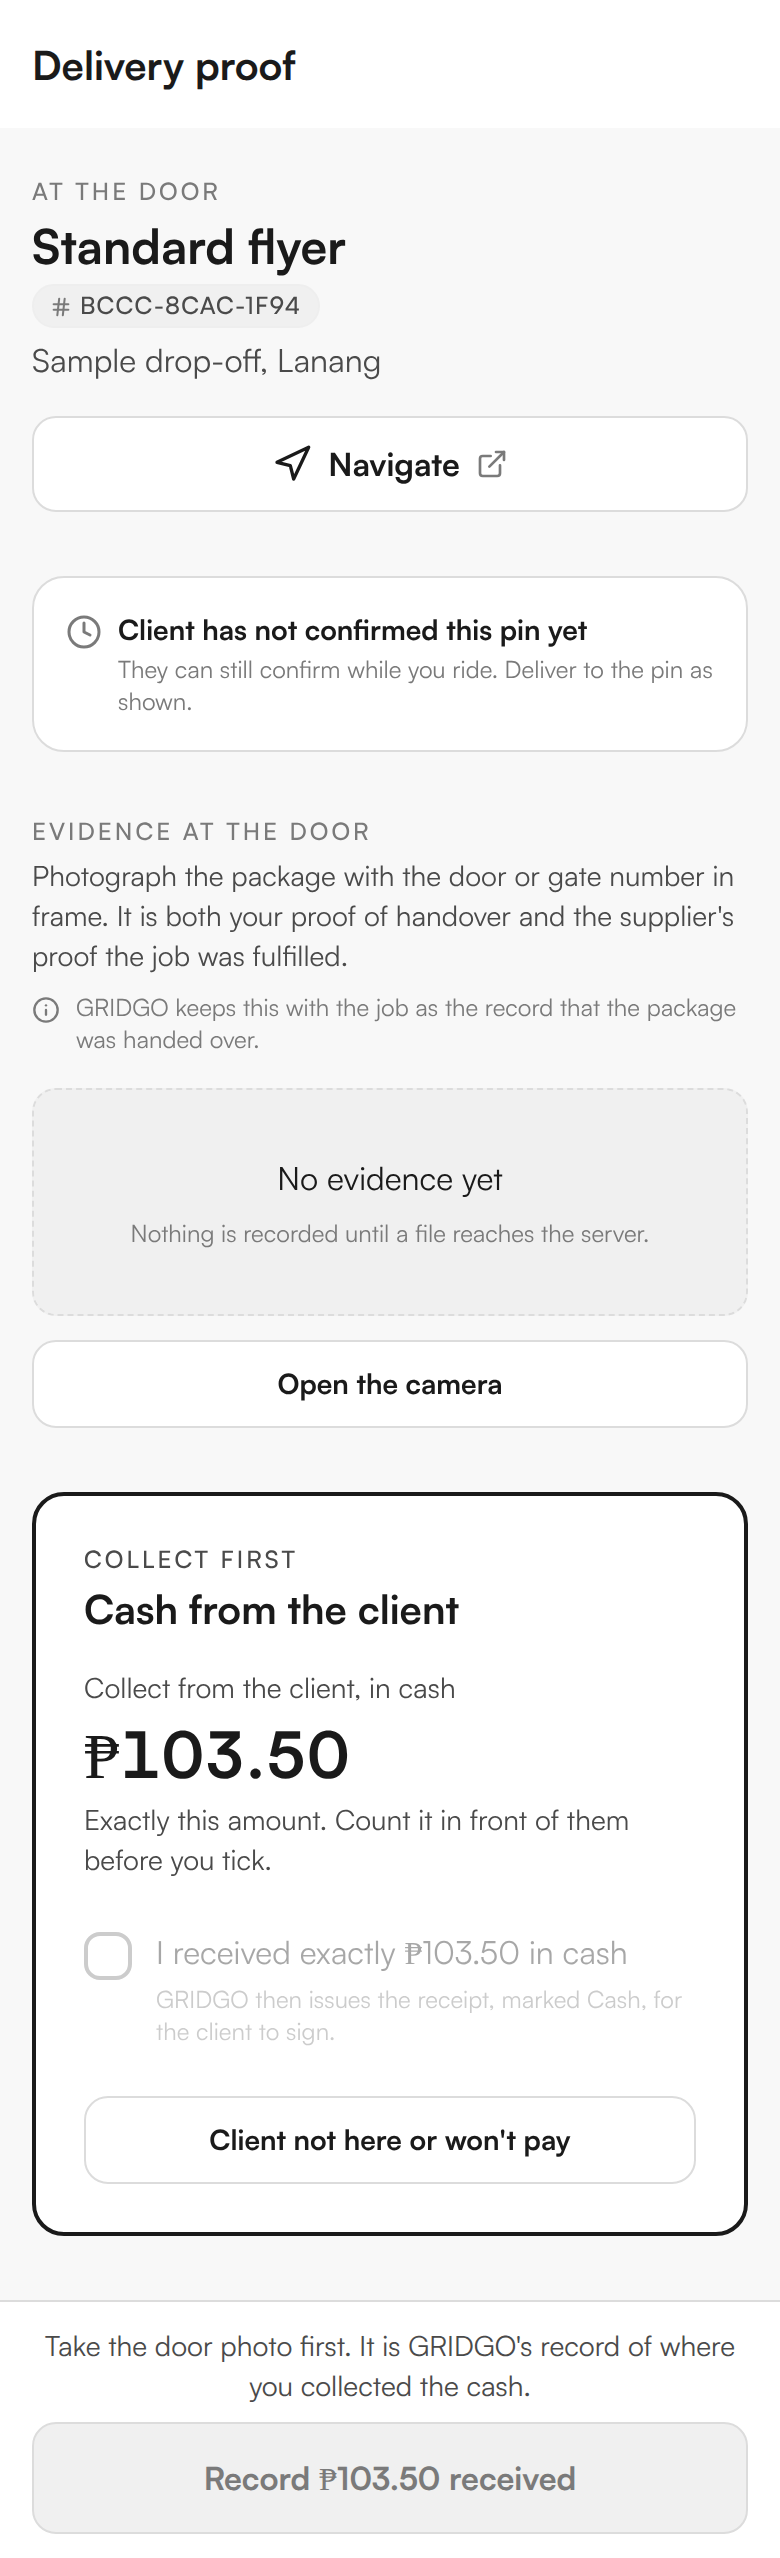 Delivery proof
AT THE DOOR
Standard flyer
# BCCC-8CAC-1F94
Sample drop-off, Lanang
Navigate
Client has not confirmed this pin yet
They can still confirm while you ride. Deliver to the pin as
shown.
EVIDENCE AT THE DOOR
Photograph the package with the door or gate number in
frame. It is both your proof of handover and the supplier's
proof the job was fulfilled.
GRIDGO keeps this with the job as the record that the package
was handed over.
No evidence yet
Nothing is recorded until a file reaches the server.
Open the camera
COLLECT FIRST
Cash from the client
Collect from the client, in cash
₱103.50
Exactly this amount. Count it in front of them
before you tick.
I received exactly ₱103.50 in cash
GRIDGO then issues the receipt, marked Cash, for
the client to sign.
Client not here or won't pay
Take the door photo first. It is GRIDGO's record of where
you collected the cash.
Record ₱103.50 received